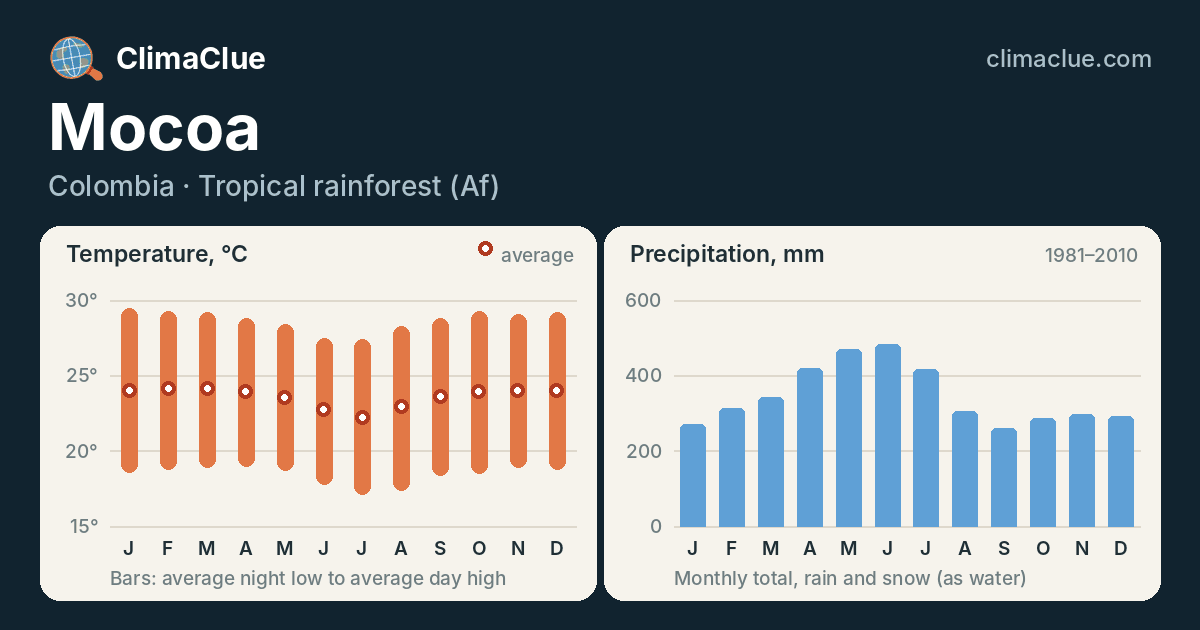 ClimaClue
climaclue.com
Mocoa
Colombia · Tropical rainforest (Af)
Temperature, °C
average
30°
25°
20°
15°
J F M A M J J A S O N D
Bars: average night low to average day high
Precipitation, mm
1981–2010
600
400
200
0
J F M A M J J A S O N D
Monthly total, rain and snow (as water)